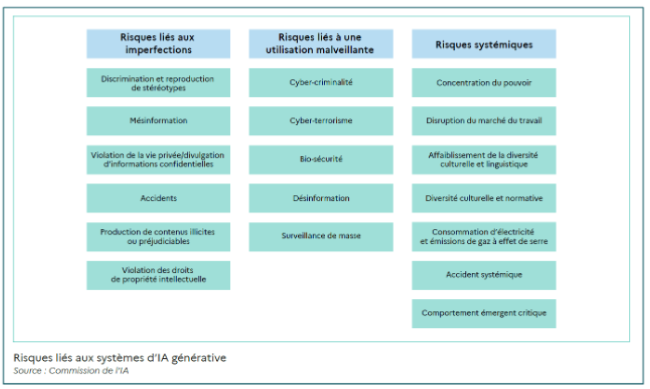 Risques liés aux
imperfections
Discrimination et reproduction
de stéréotypes
Mésinformation
Violation de la vie privée/divulgation
d'informations confidentielles
Accidents
Production de contenus illicites
ou préjudiciables
Violation des droits
de propriété intellectuelle
Risques liés à une
utilisation malveillante
Cyber-criminalité
Cyber-terrorisme
Bio-sécurité
Désinformation
Surveillance de masse
Risques systémiques
Concentration du pouvoir
Disruption du marché du travail
Affaiblissement de la diversité
culturelle et linguistique
Diversité culturelle et normative
Consommation d'électricité
et émissions de gaz à effet de serre
Accident systémique
Comportement émergent critique
Risques liés aux systèmes d'IA générative
Source : Commission de l'IA